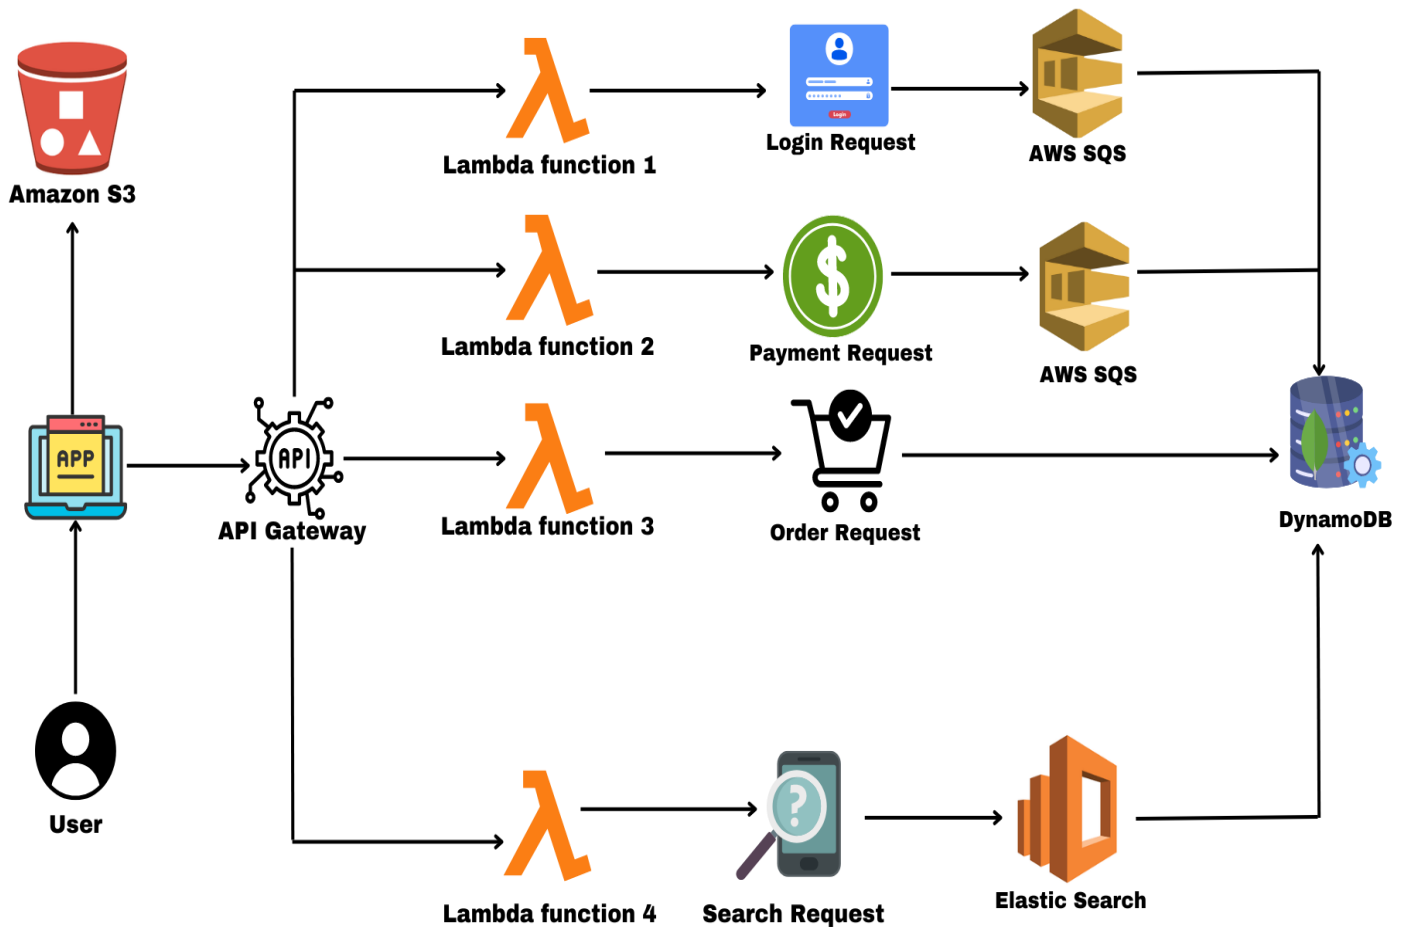 Login
Login Request
AWS SQS
Amazon S3
Lambda function 1
Payment Request
AWS SQS
Lambda function 2
APP
API
API Gateway
Lambda function 3
Order Request
DynamoDB
User
?
Lambda function 4
Search Request
Elastic Search